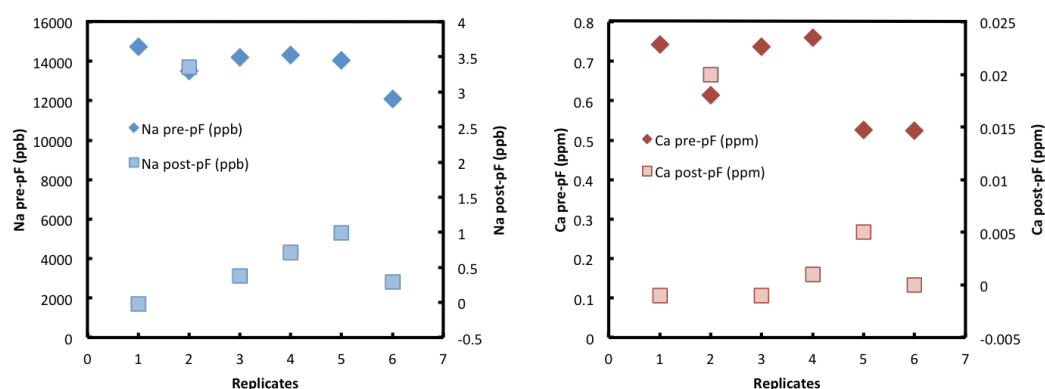 16000
14000
12000
10000
8000
6000
4000
2000
0
Na pre-pF (ppb)
4
3.5
3
2.5
2
1.5
1
0.5
0
-0.5
Na post-pF (ppb)
Na pre-pF (ppb)
Na post-pF (ppb)
0 1 2 3 4 5 6 7
Replicates
0.8
0.7
0.6
0.5
0.4
0.3
0.2
0.1
0
Ca pre-pF (ppm)
0.025
0.02
0.015
0.01
0.005
0
-0.005
Ca post-pF (ppm)
Ca pre-pF (ppm)
Ca post-pF (ppm)
0 1 2 3 4 5 6 7
Replicates